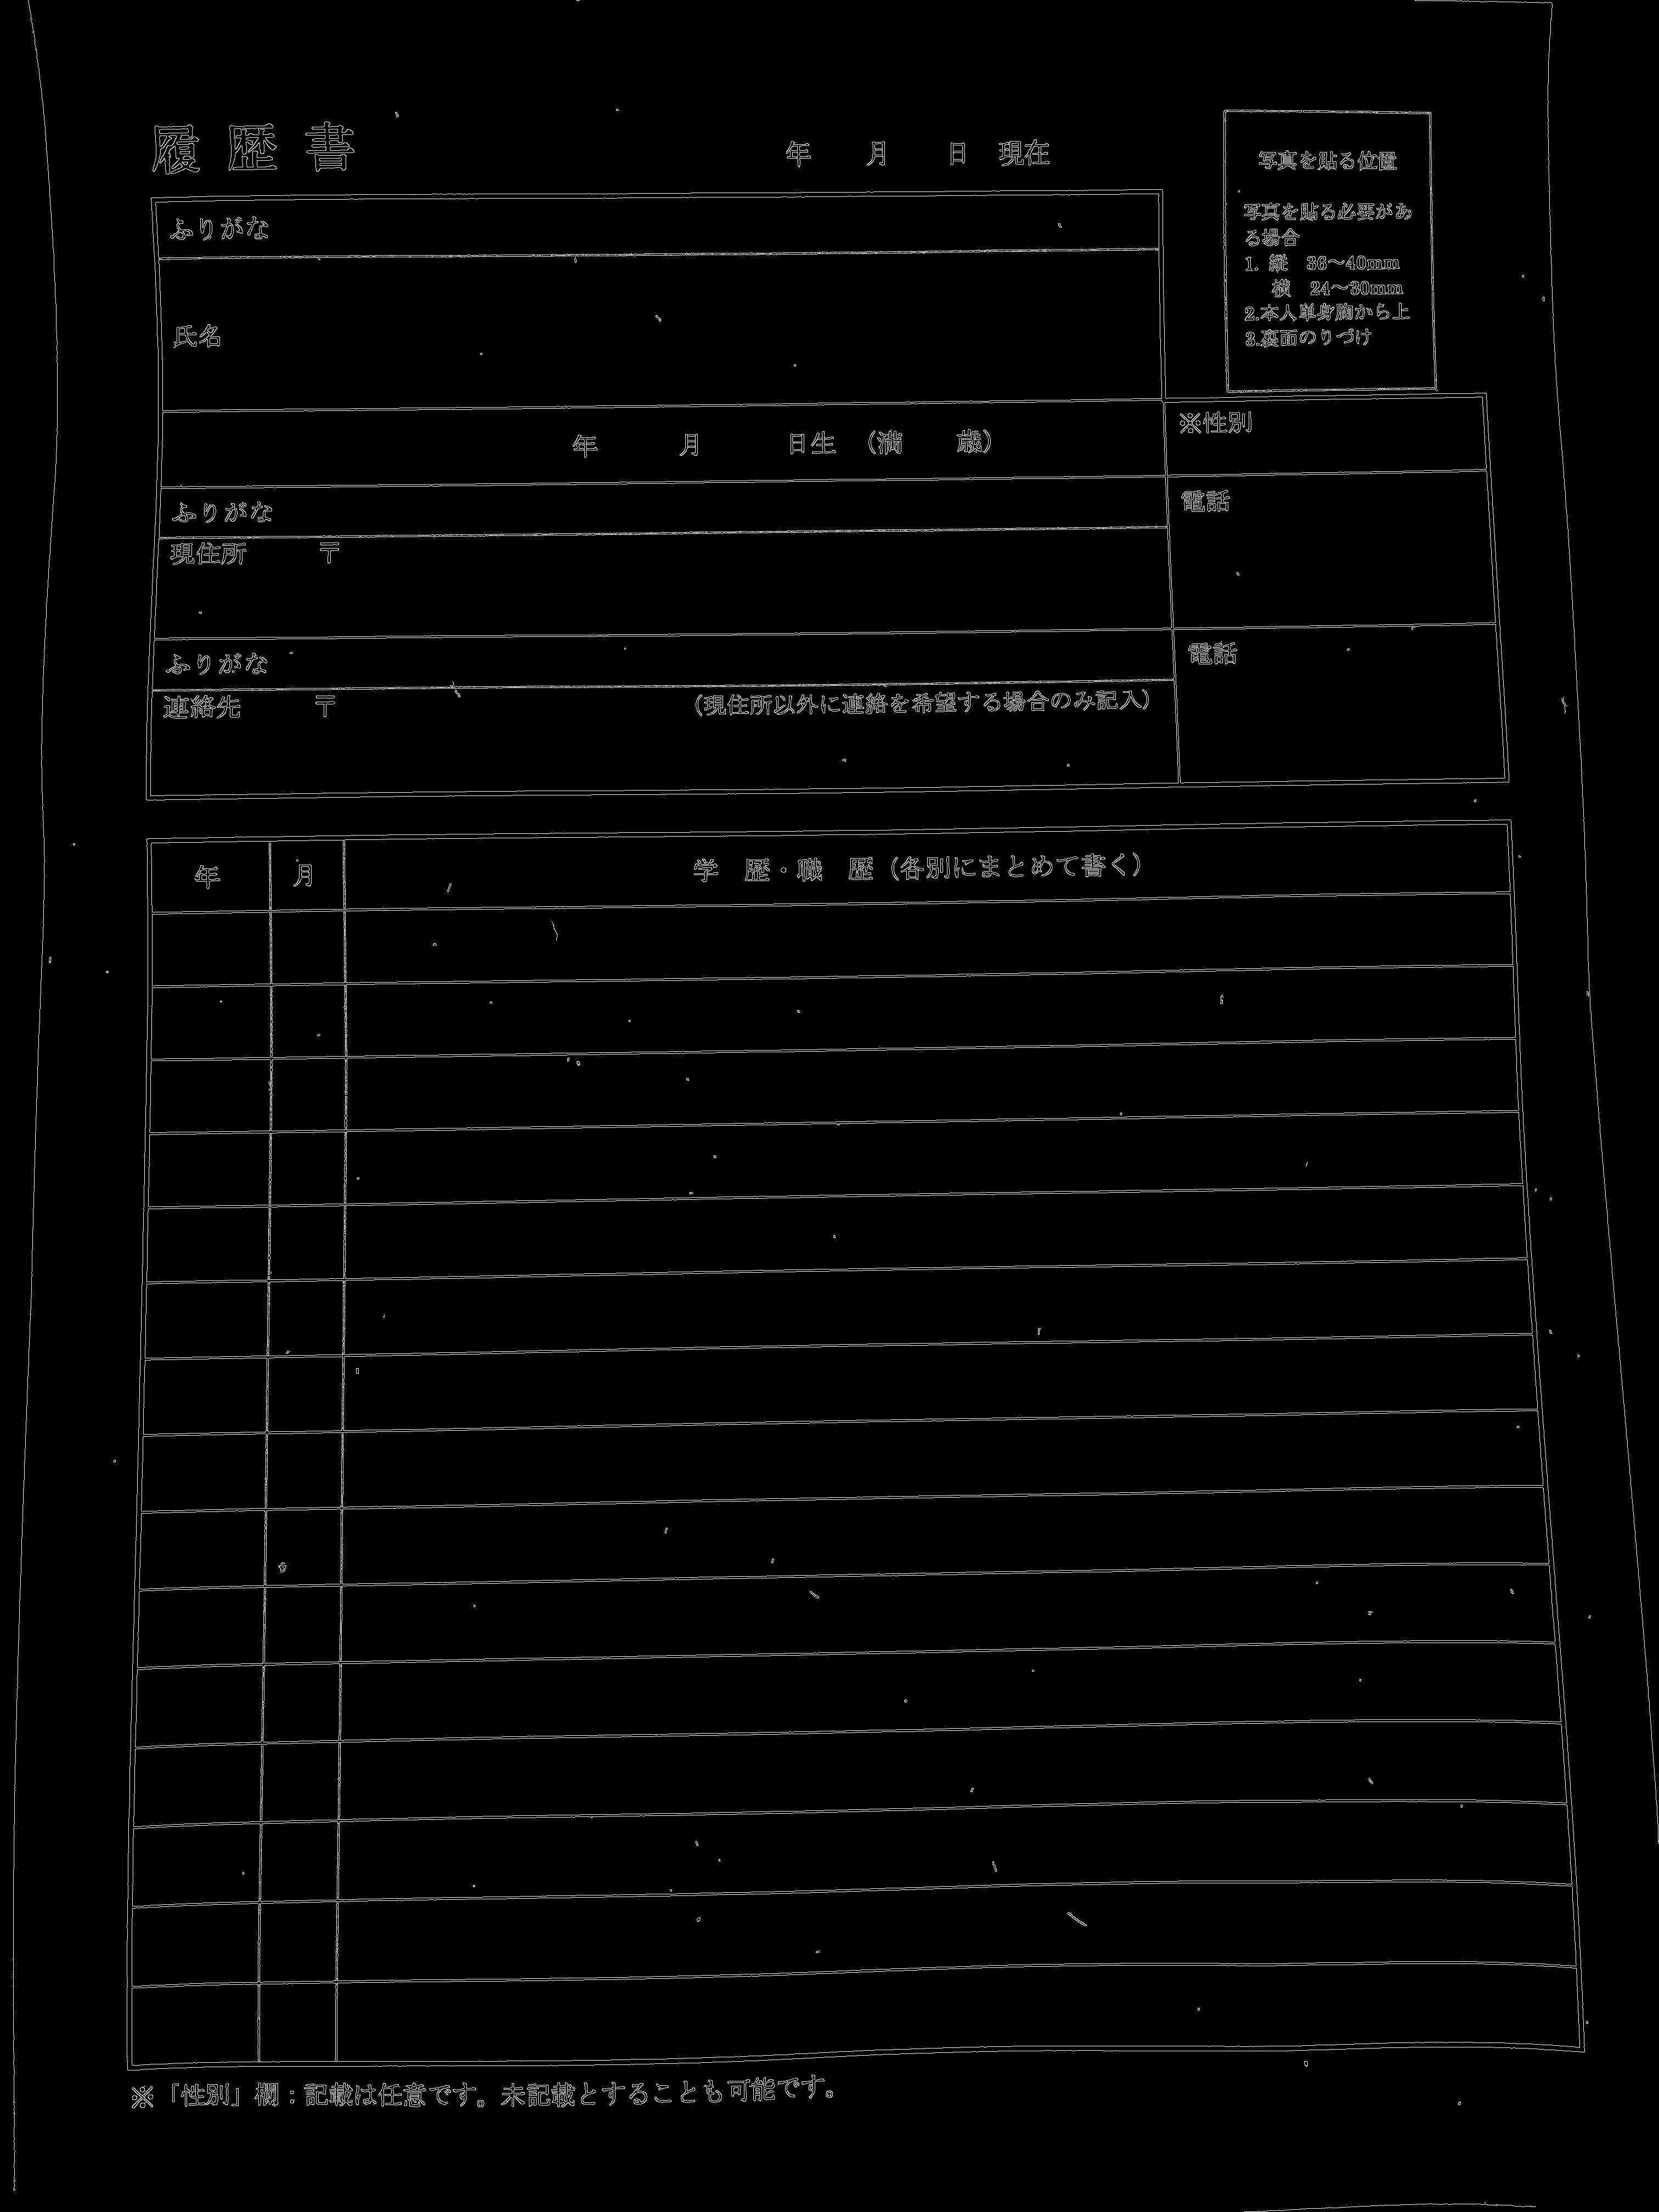 履歴書
年 月 日 現在
写真を貼る位置
写真を貼る必要があ
る場合
1. 縦 36～40mm
横 24～30mm
2.本人単身胸から上
3.裏面のりづけ
ふりがな
氏名
年 月 日生 （満 歳）
※性別
ふりがな
電話
現住所 〒
ふりがな
電話
連絡先 〒 （現住所以外に連絡を希望する場合のみ記入）
年 月 学 歴・職 歴（各別にまとめて書く）
※「性別」欄：記載は任意です。未記載とすることも可能です。